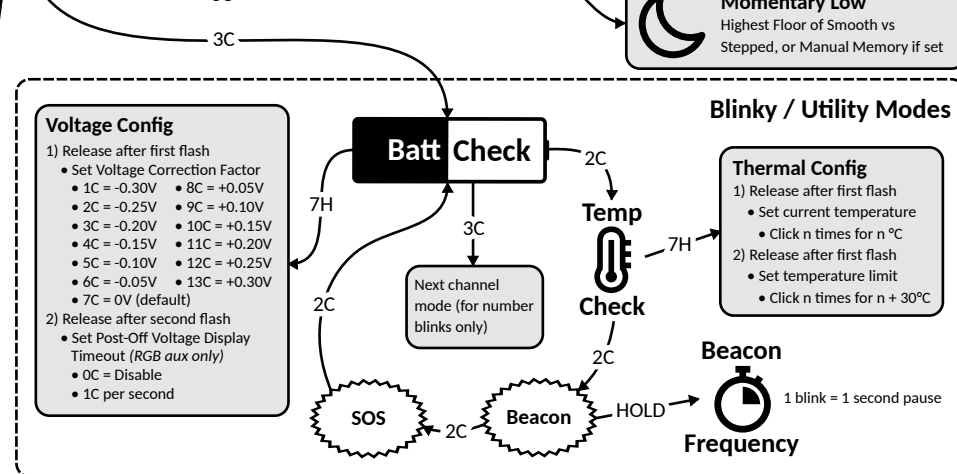 Momentary Low
Highest Floor of Smooth vs
Stepped, or Manual Memory if set
3C
Blinky / Utility Modes
Voltage Config
1) Release after first flash
• Set Voltage Correction Factor
• 1C = -0.30V • 8C = +0.05V
• 2C = -0.25V • 9C = +0.10V
• 3C = -0.20V • 10C = +0.15V
• 4C = -0.15V • 11C = +0.20V
• 5C = -0.10V • 12C = +0.25V
• 6C = -0.05V • 13C = +0.30V
• 7C = 0V (default)
2) Release after second flash
• Set Post-Off Voltage Display
Timeout (RGB aux only)
• 0C = Disable
• 1C per second
7H
Batt Check
2C
3C
Next channel
mode (for number
blinks only)
2C
Temp
Check
7H
Thermal Config
1) Release after first flash
• Set current temperature
• Click n times for n °C
2) Release after first flash
• Set temperature limit
• Click n times for n + 30°C
2C
SOS
2C
Beacon
HOLD
Beacon
Frequency
1 blink = 1 second pause